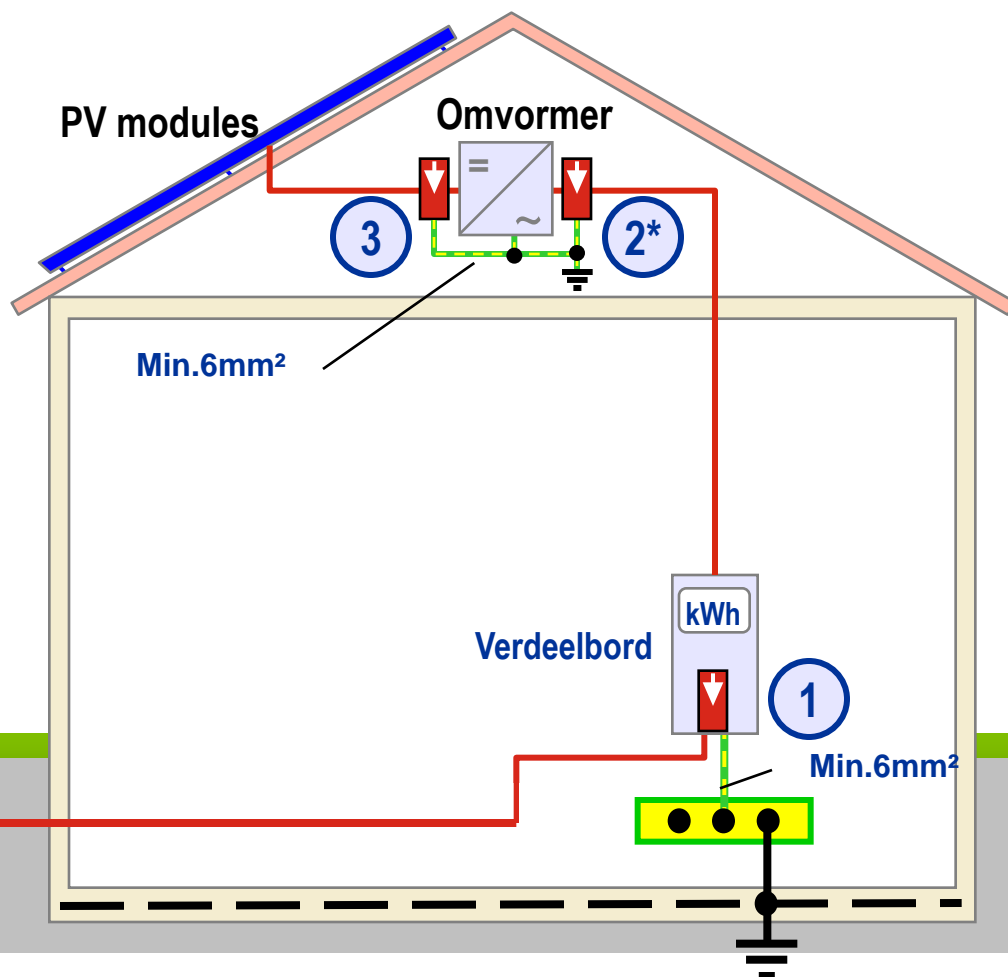 PV modules
Omvormer
=
~
3
2*
Min.6mm²
kWh
Verdeelbord
1
Min.6mm²